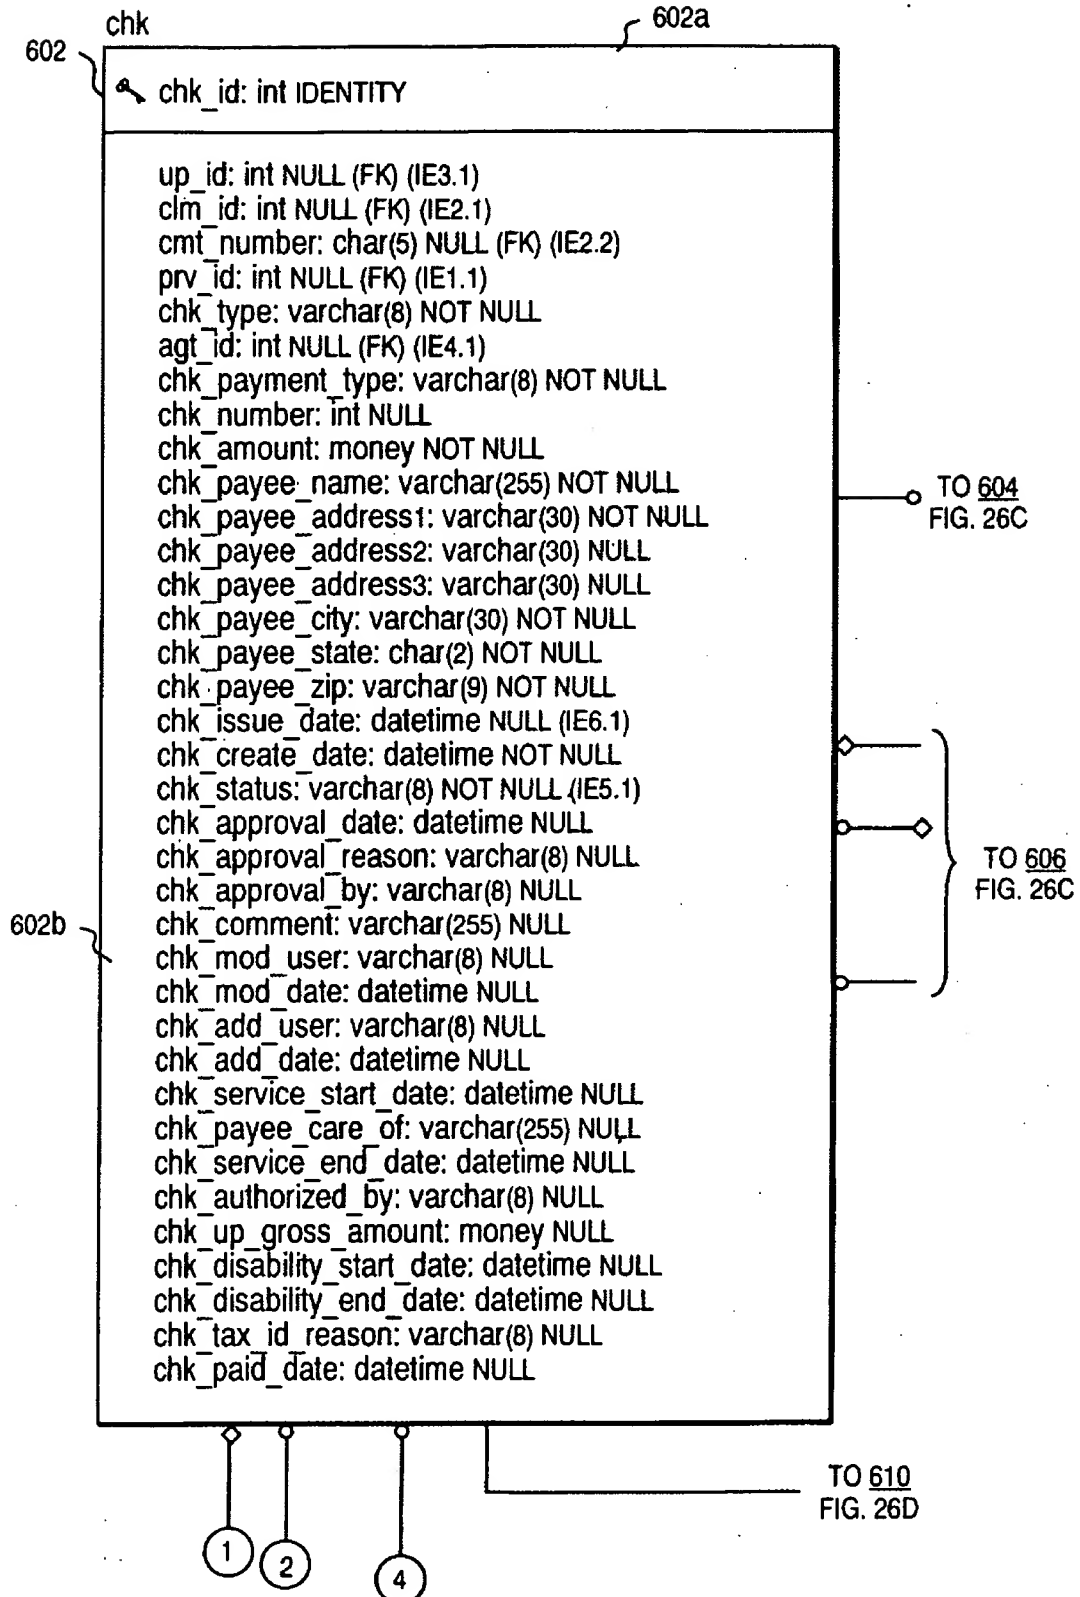 chk
602a
602
chk_id: int IDENTITY
up_id: int NULL (FK) (IE3.1)
clm_id: int NULL (FK) (IE2.1)
cmt_number: char(5) NULL (FK) (IE2.2)
prv_id: int NULL (FK) (IE1.1)
chk_type: varchar(8) NOT NULL
agt_id: int NULL (FK) (IE4.1)
chk_payment_type: varchar(8) NOT NULL
chk_number: int NULL
chk_amount: money NOT NULL
chk_payee_name: varchar(255) NOT NULL
chk_payee_address1: varchar(30) NOT NULL
chk_payee_address2: varchar(30) NULL
chk_payee_address3: varchar(30) NULL
chk_payee_city: varchar(30) NOT NULL
chk_payee_state: char(2) NOT NULL
chk_payee_zip: varchar(9) NOT NULL
chk_issue_date: datetime NULL (IE6.1)
chk_create_date: datetime NOT NULL
chk_status: varchar(8) NOT NULL (IE5.1)
chk_approval_date: datetime NULL
chk_approval_reason: varchar(8) NULL
chk_approval_by: varchar(8) NULL
chk_comment: varchar(255) NULL
chk_mod_user: varchar(8) NULL
chk_mod_date: datetime NULL
chk_add_user: varchar(8) NULL
chk_add_date: datetime NULL
chk_service_start_date: datetime NULL
chk_payee_care_of: varchar(255) NULL
chk_service_end_date: datetime NULL
chk_authorized_by: varchar(8) NULL
chk_up_gross_amount: money NULL
chk_disability_start_date: datetime NULL
chk_disability_end_date: datetime NULL
chk_tax_id_reason: varchar(8) NULL
chk_paid_date: datetime NULL
602b
TO 604
FIG. 26C
TO 606
FIG. 26C
TO 610
FIG. 26D
1
2
4